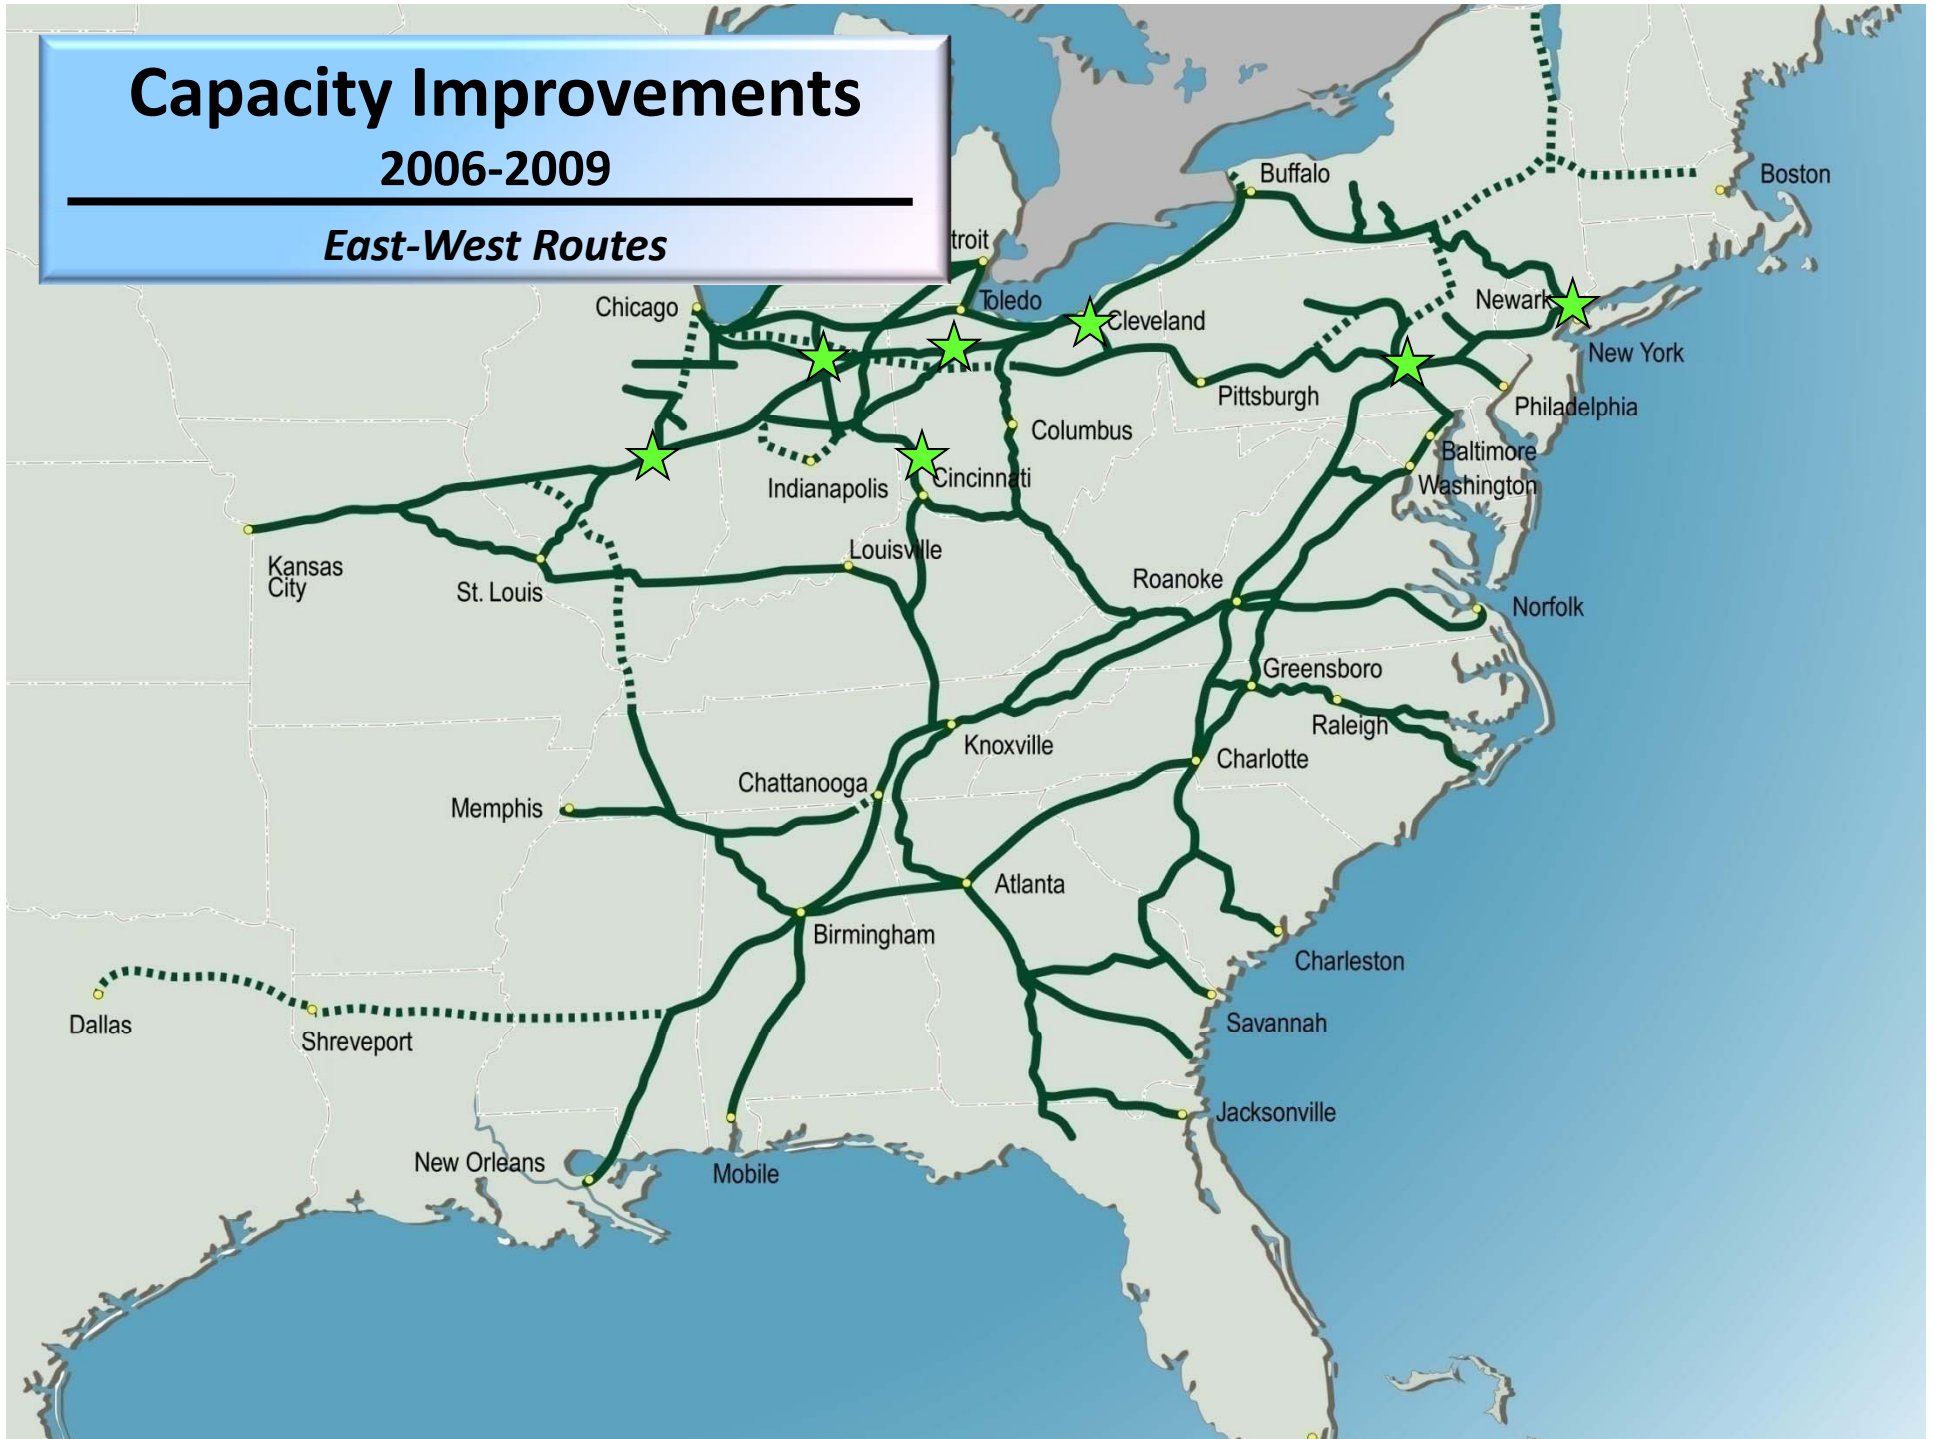 Capacity Improvements
2006-2009
East-West Routes
Buffalo
Boston
troit
Chicago
Toledo
Newark
Cleveland
New York
Pittsburgh
Philadelphia
Columbus
Baltimore
Indianapolis
Cincinnati
Washington
Louisville
Kansas
City
St. Louis
Roanoke
Norfolk
Greensboro
Raleigh
Knoxville
Charlotte
Chattanooga
Memphis
Atlanta
Birmingham
Charleston
Dallas
Shreveport
Savannah
Jacksonville
New Orleans
Mobile